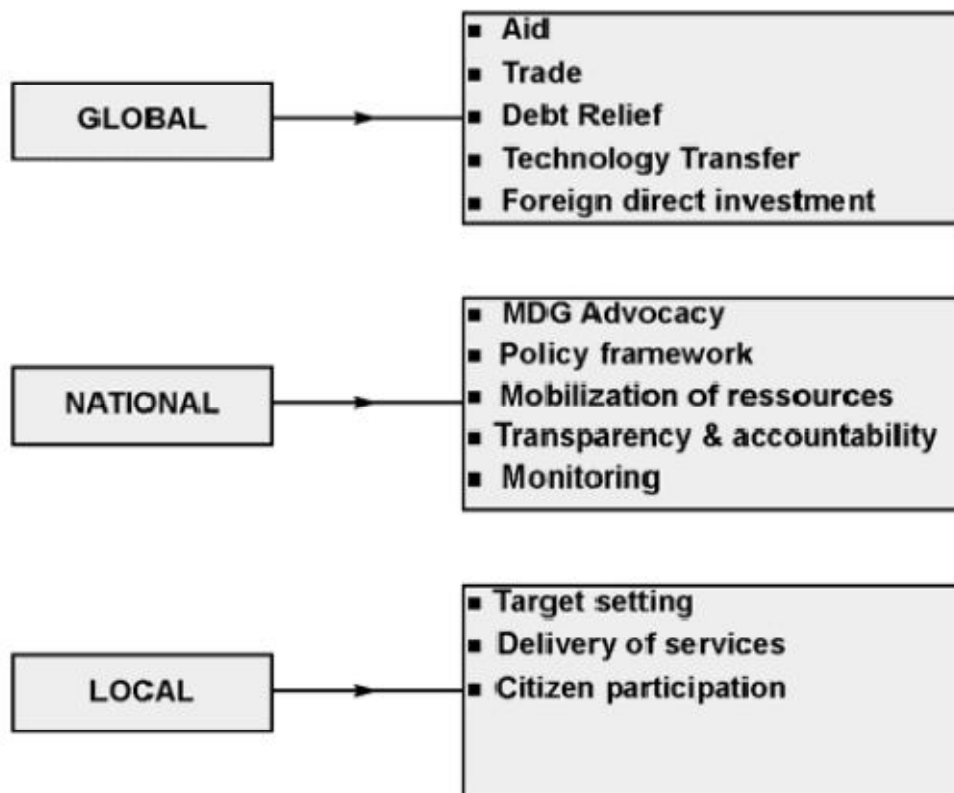 GLOBAL
▪ Aid
▪ Trade
▪ Debt Relief
▪ Technology Transfer
▪ Foreign direct investment
NATIONAL
▪ MDG Advocacy
▪ Policy framework
▪ Mobilization of ressources
▪ Transparency & accountability
▪ Monitoring
LOCAL
▪ Target setting
▪ Delivery of services
▪ Citizen participation